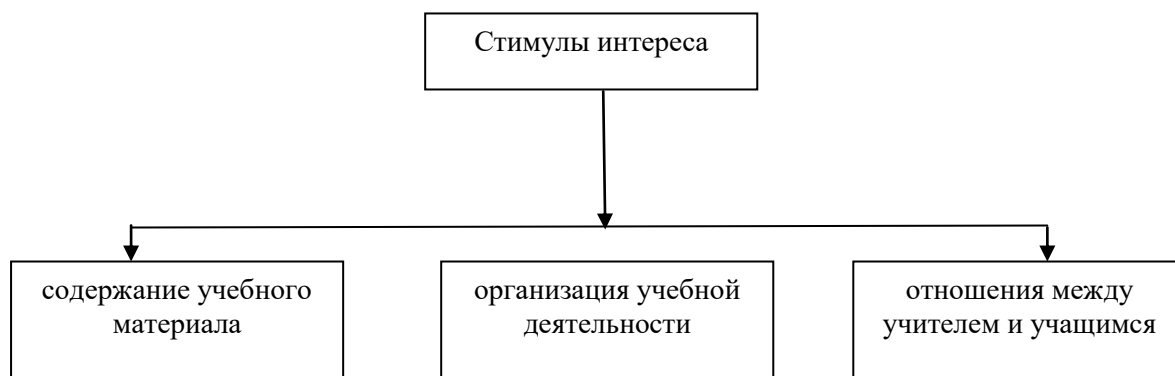 Стимулы интереса
содержание учебного
материала
организация учебной
деятельности
отношения между
учителем и учащимся